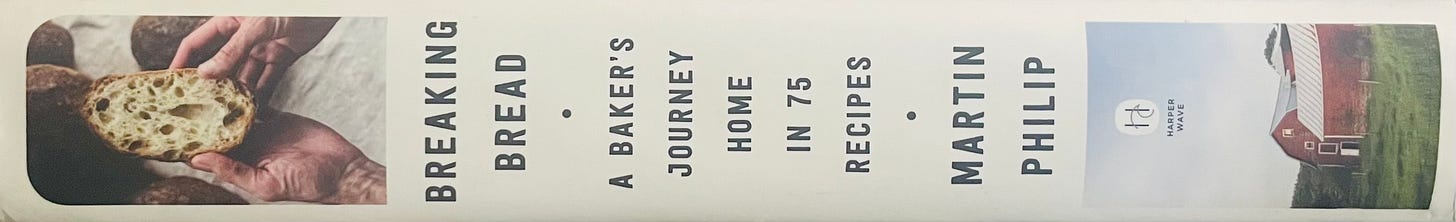 BREAKING
BREAD
•
A BAKER'S
JOURNEY
HOME
IN 75
RECIPES
•
MARTIN
PHILIP
HARPER
WAVE